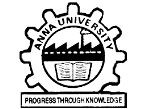 ANNA UNIVERSITY
PROGRESS THROUGH KNOWLEDGE